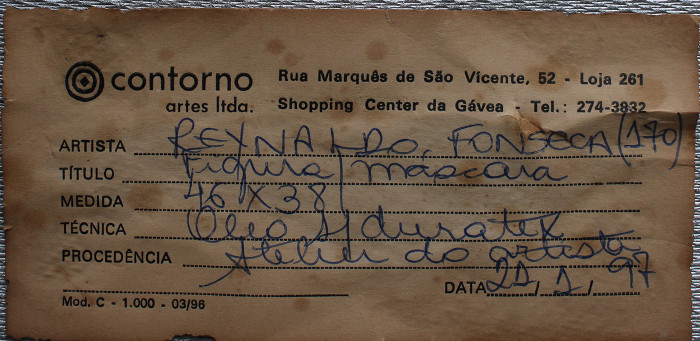 contorno Rua Marquês de São Vicente, 52 - Loja 261
artes ltda. Shopping Center da Gávea - Tel.: 274-3832
ARTISTA REYNALDO FONSECA (170)
TÍTULO Figura/máscara
MEDIDA 46 X 38
TÉCNICA Óleo s/duratex
PROCEDÊNCIA Atelier do artista
DATA 21/1/97
Mod. C - 1.000 - 03/96